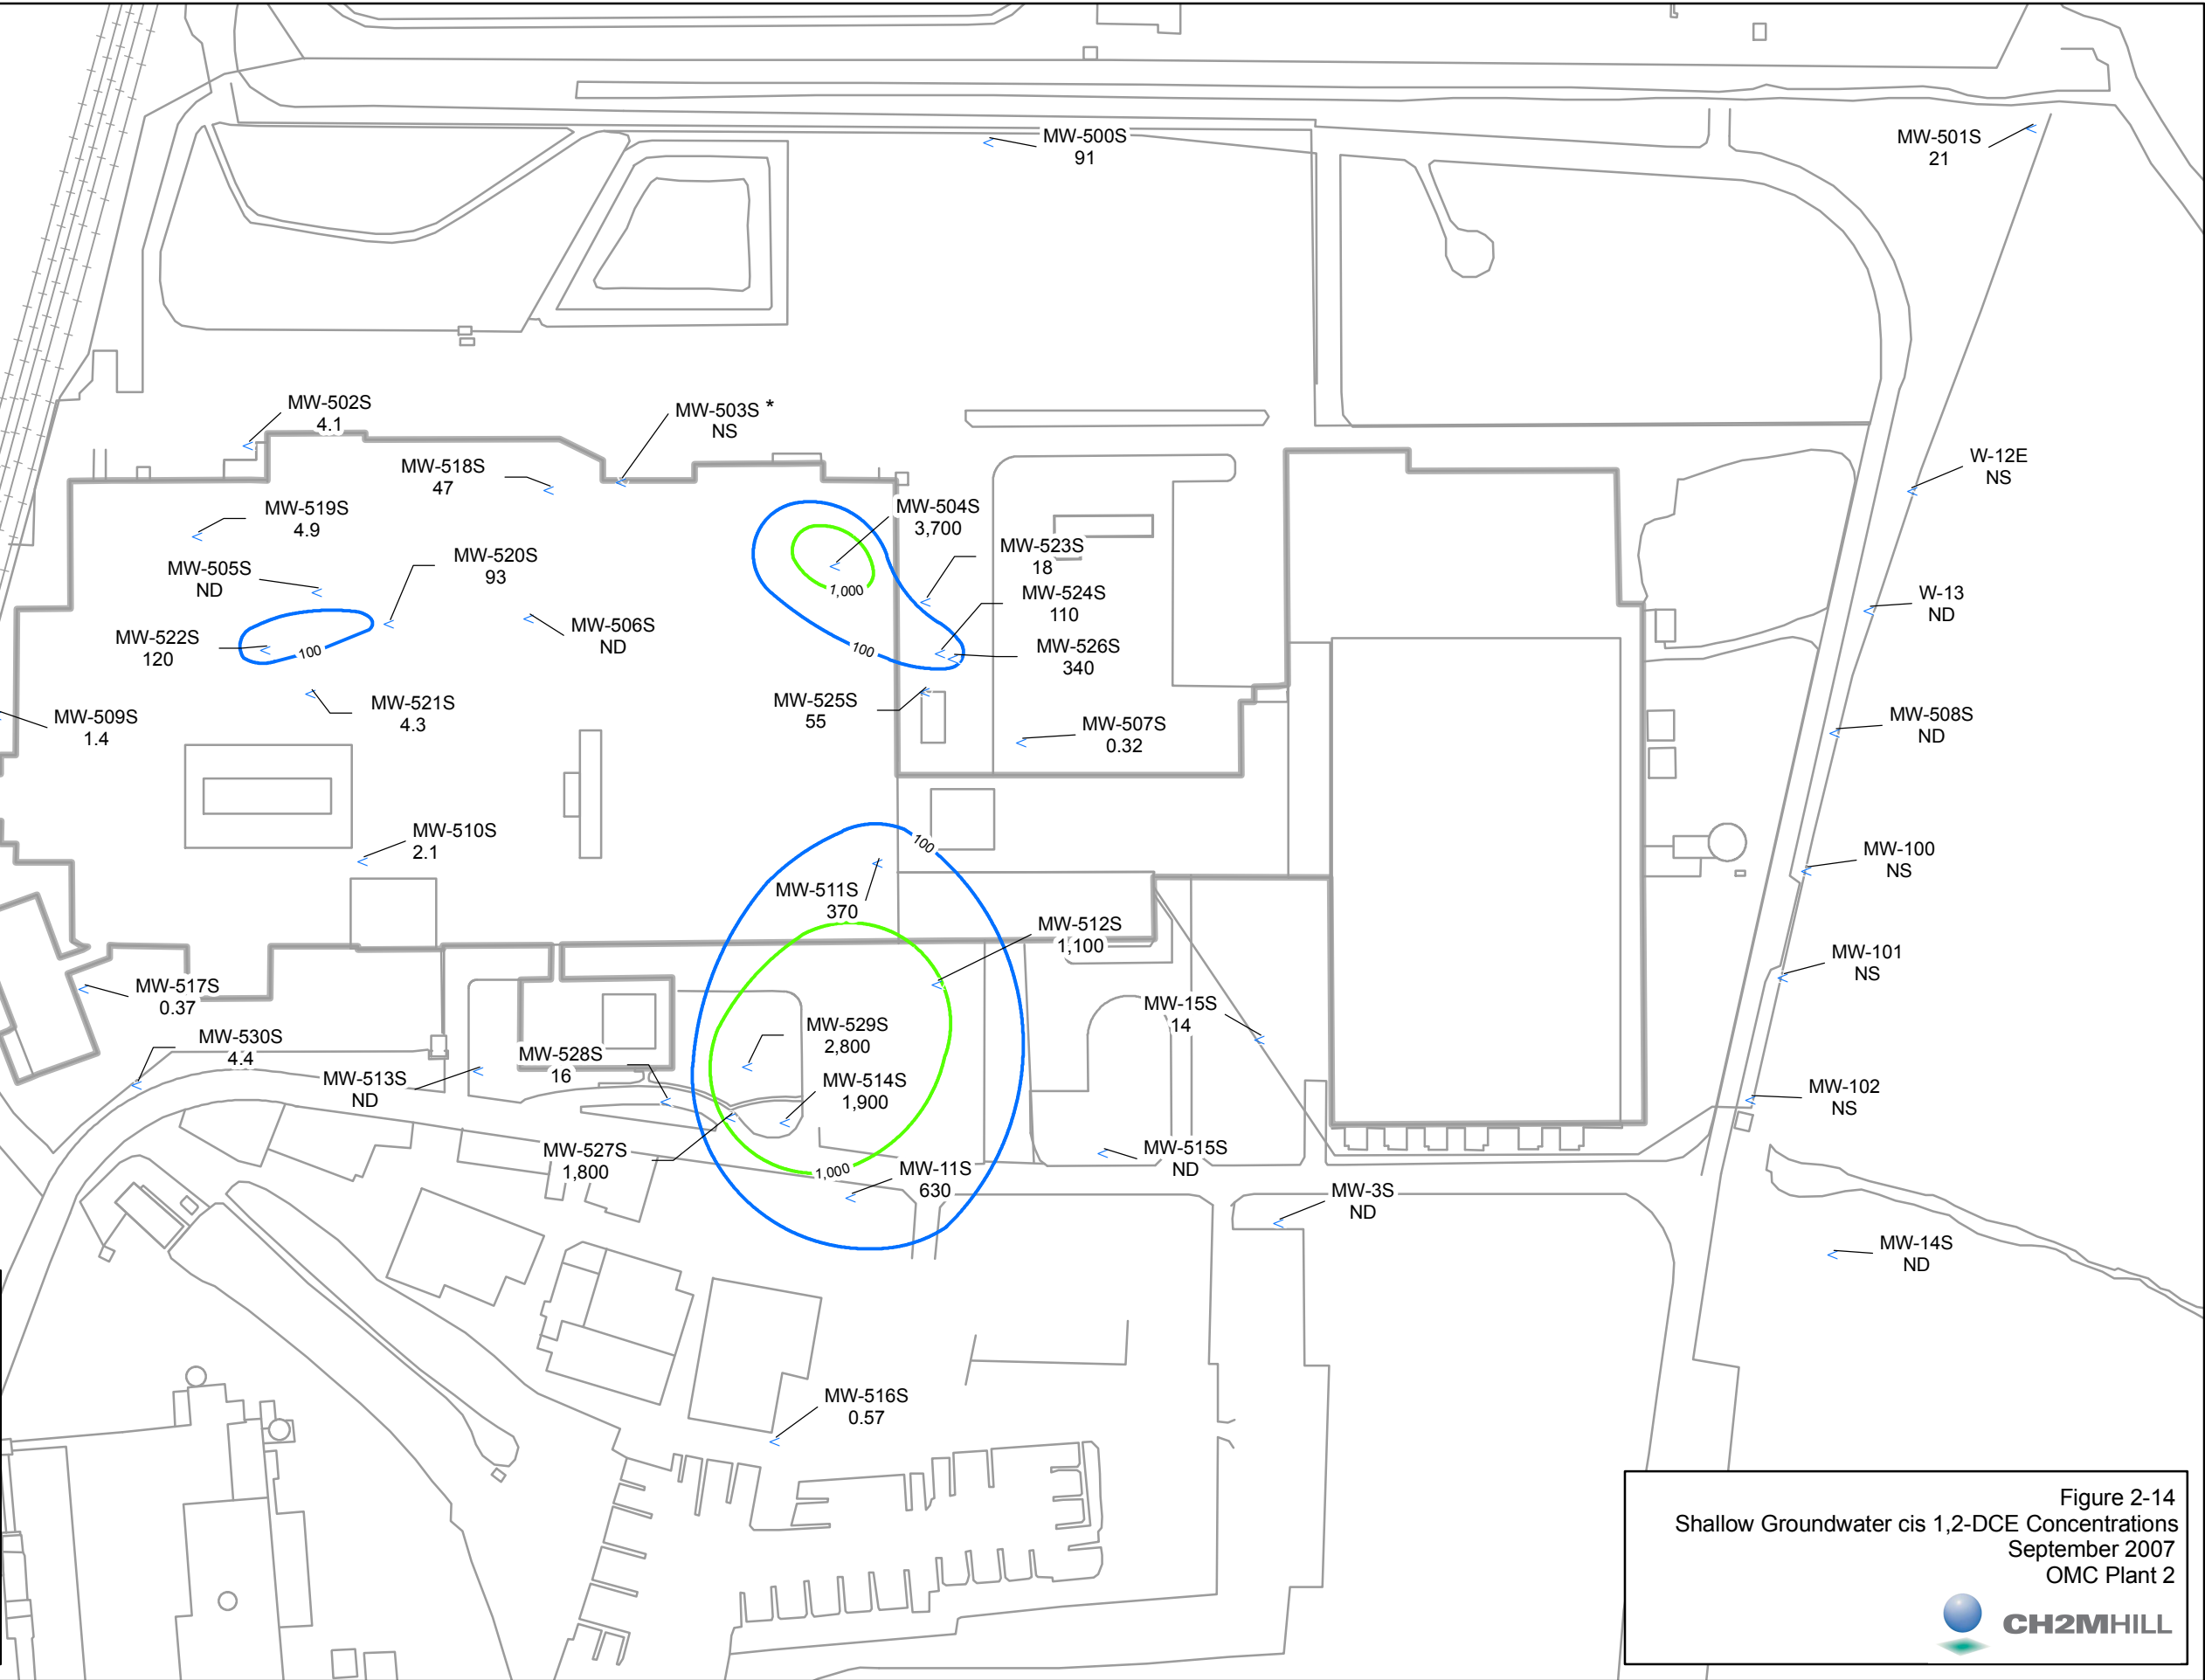 MW-500S
91
MW-501S
21
MW-502S
4.1
MW-503S *
NS
MW-518S
47
W-12E
NS
MW-519S
4.9
MW-504S
3,700
MW-523S
18
MW-505S
ND
MW-520S
93
1,000
MW-524S
110
W-13
ND
MW-522S
120
100
MW-506S
ND
100
MW-526S
340
MW-509S
1.4
MW-521S
4.3
MW-525S
55
MW-507S
0.32
MW-508S
ND
MW-510S
2.1
100
MW-100
NS
MW-511S
370
MW-512S
1,100
MW-101
NS
MW-517S
0.37
MW-15S
14
MW-530S
4.4
MW-529S
2,800
MW-528S
16
MW-513S
ND
MW-514S
1,900
MW-102
NS
MW-527S
1,800
MW-515S
ND
1,000
MW-11S
630
MW-3S
ND
MW-14S
ND
MW-516S
0.57
Figure 2-14
Shallow Groundwater cis 1,2-DCE Concentrations
September 2007
OMC Plant 2
CH2MHILL